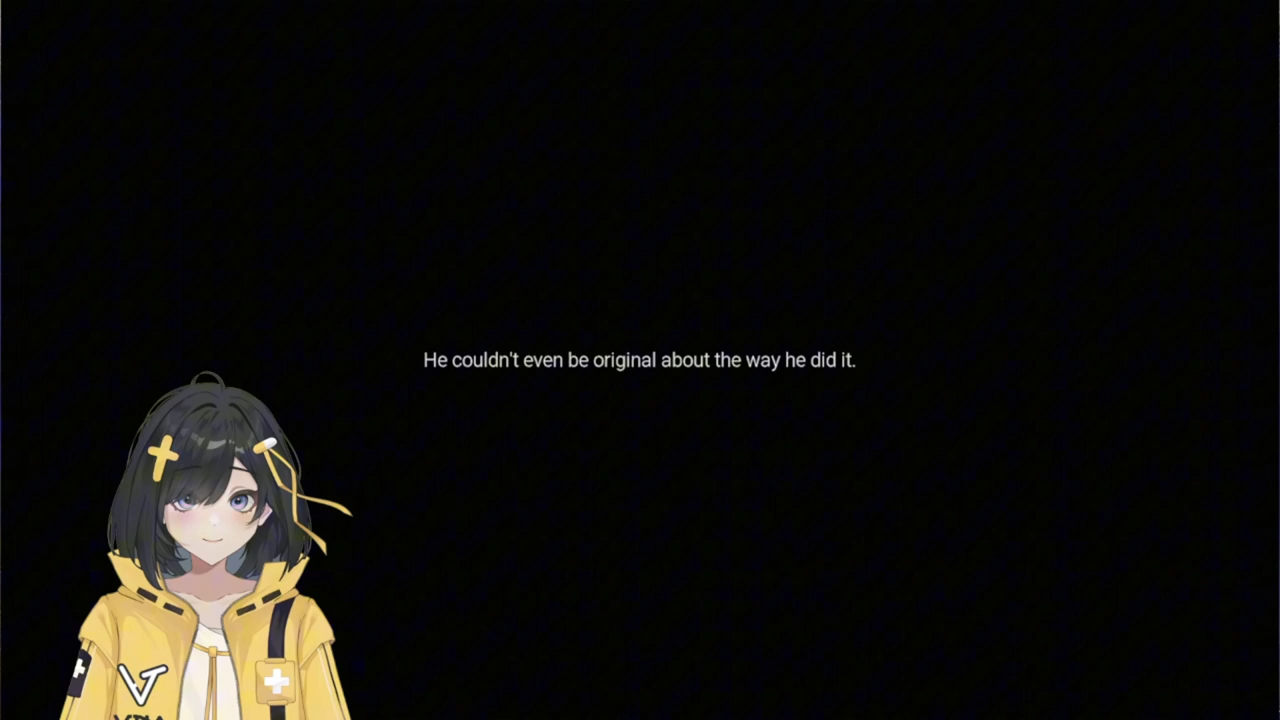 He couldn't even be original about the way he did it.